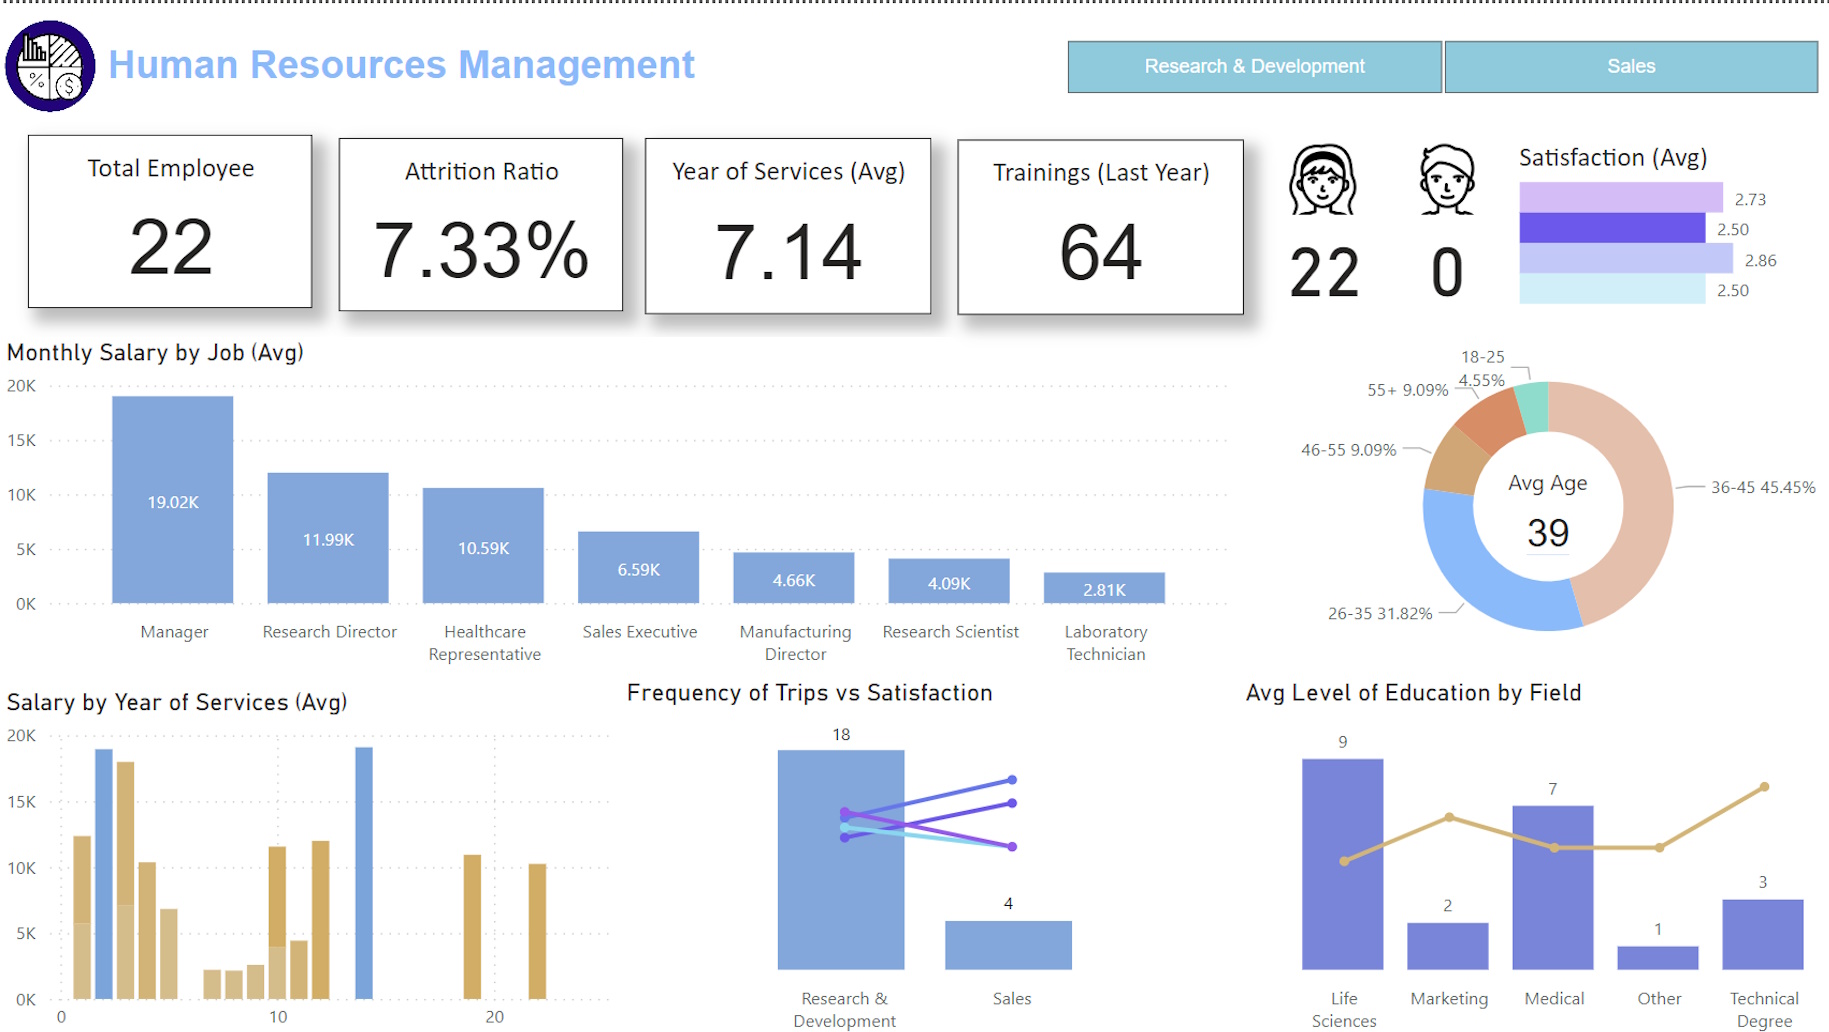 Human Resources Management
Research & Development
Sales
Total Employee
22
Attrition Ratio
7.33%
Year of Services (Avg)
7.14
Trainings (Last Year)
64
22
0
Satisfaction (Avg)
2.73
2.50
2.86
2.50
Monthly Salary by Job (Avg)
20K
15K
10K
5K
0K
19.02K
11.99K
10.59K
6.59K
4.66K
4.09K
2.81K
Manager
Research Director
Healthcare
Representative
Sales Executive
Manufacturing
Director
Research Scientist
Laboratory
Technician
18-25
4.55%
55+ 9.09%
46-55 9.09%
36-45 45.45%
26-35 31.82%
Avg Age
39
Salary by Year of Services (Avg)
20K
15K
10K
5K
0K
0
10
20
Frequency of Trips vs Satisfaction
18
4
Research &
Development
Sales
Avg Level of Education by Field
9
2
7
1
3
Life
Sciences
Marketing
Medical
Other
Technical
Degree
%
$